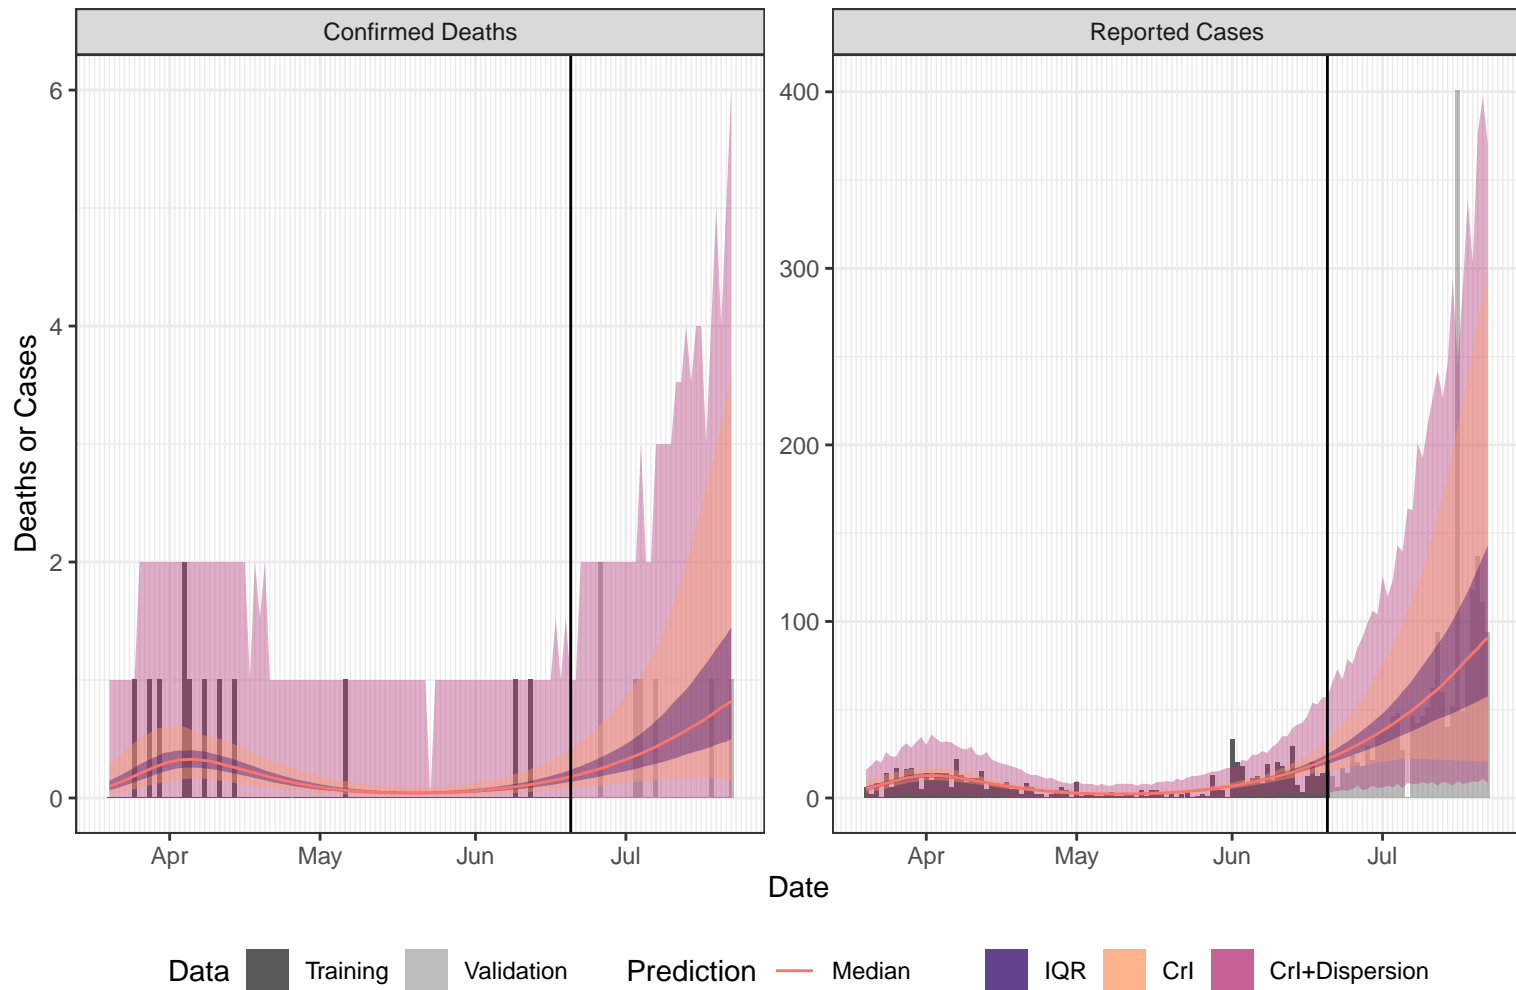 Confirmed Deaths
Reported Cases
Deaths or Cases
6
4
2
0
400
300
200
100
0
Apr
May
Jun
Jul
Apr
May
Jun
Jul
Date
Data Training Validation Prediction Median IQR CrI CrI+Dispersion